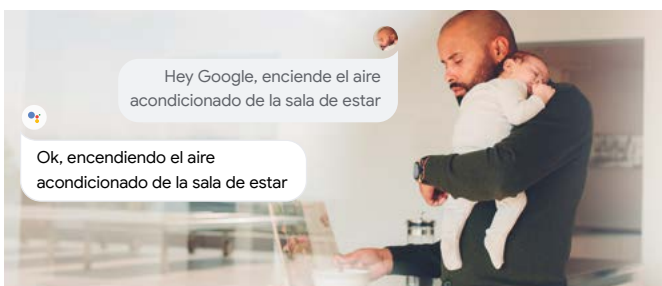 Hey Google, enciende el aire
acondicionado de la sala de estar
Ok, encendiendo el aire
acondicionado de la sala de estar